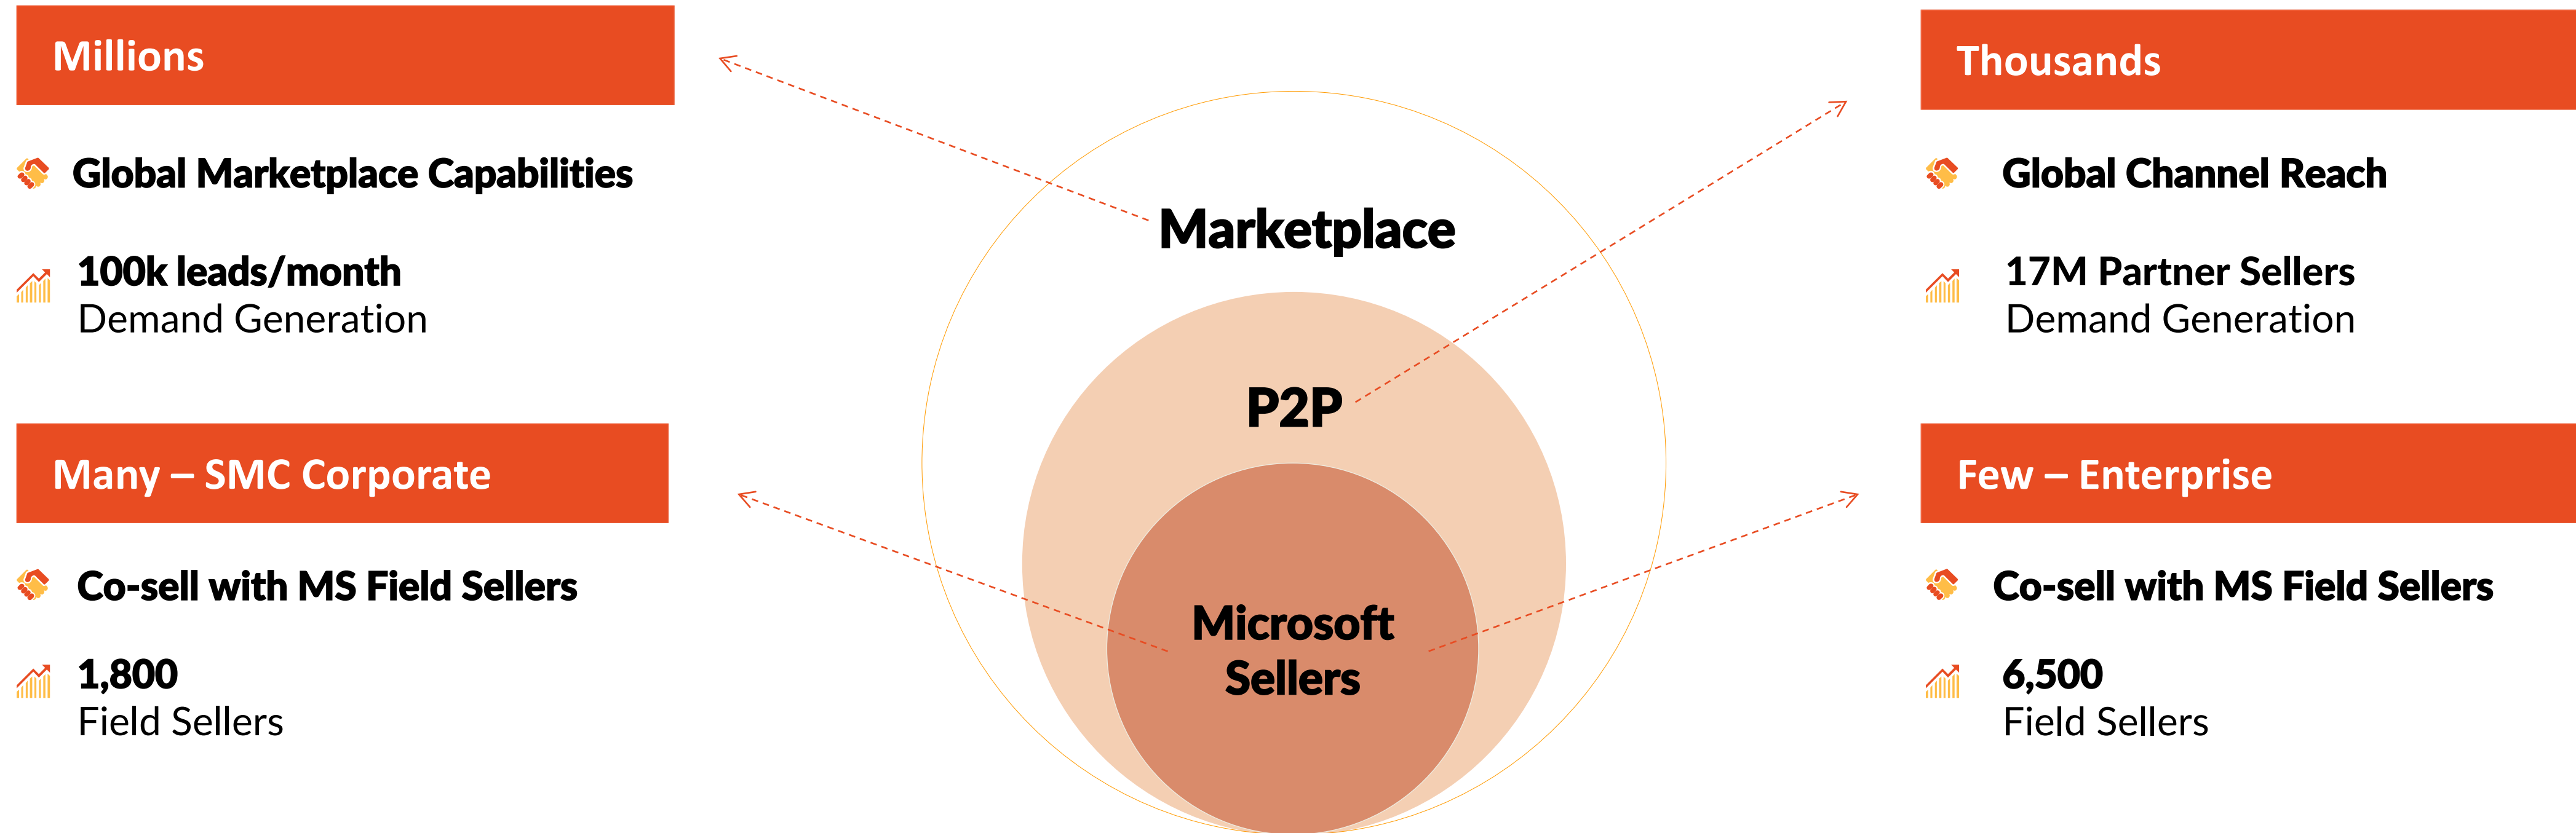 Millions
Global Marketplace Capabilities
100k leads/month
Demand Generation
Many – SMC Corporate
Co-sell with MS Field Sellers
1,800
Field Sellers
Marketplace
P2P
Microsoft
Sellers
Thousands
Global Channel Reach
17M Partner Sellers
Demand Generation
Few – Enterprise
Co-sell with MS Field Sellers
6,500
Field Sellers